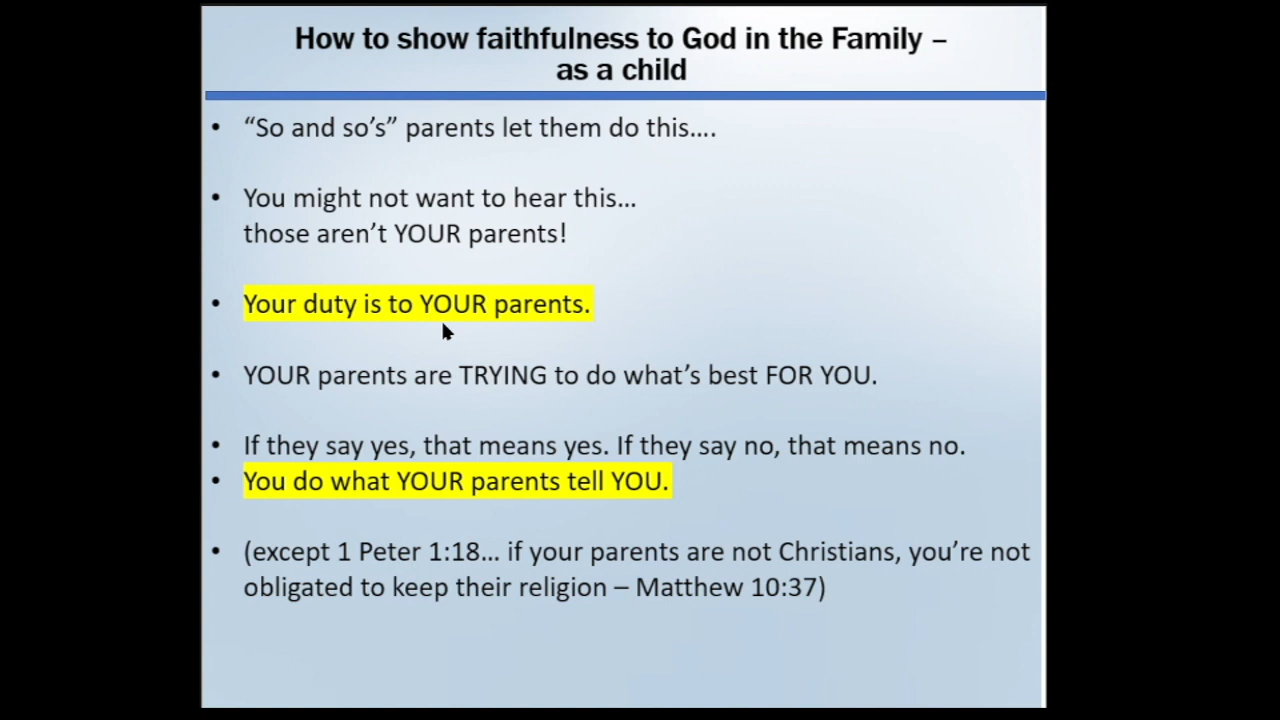 How to show faithfulness to God in the Family –
as a child
• “So and so’s” parents let them do this….
• You might not want to hear this…
those aren’t YOUR parents!
• Your duty is to YOUR parents.
• YOUR parents are TRYING to do what’s best FOR YOU.
• If they say yes, that means yes. If they say no, that means no.
• You do what YOUR parents tell YOU.
• (except 1 Peter 1:18… if your parents are not Christians, you’re not
obligated to keep their religion – Matthew 10:37)